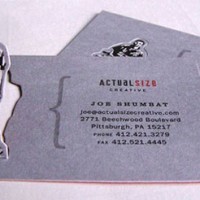 ACTUALSIZE
CREATIVE
JOE SHUMBAT
joe@actualsizecreative.com
2771 Beechwood Boulevard
Pittsburgh, PA 15217
PHONE 412.421.3279
FAX 412.521.4445